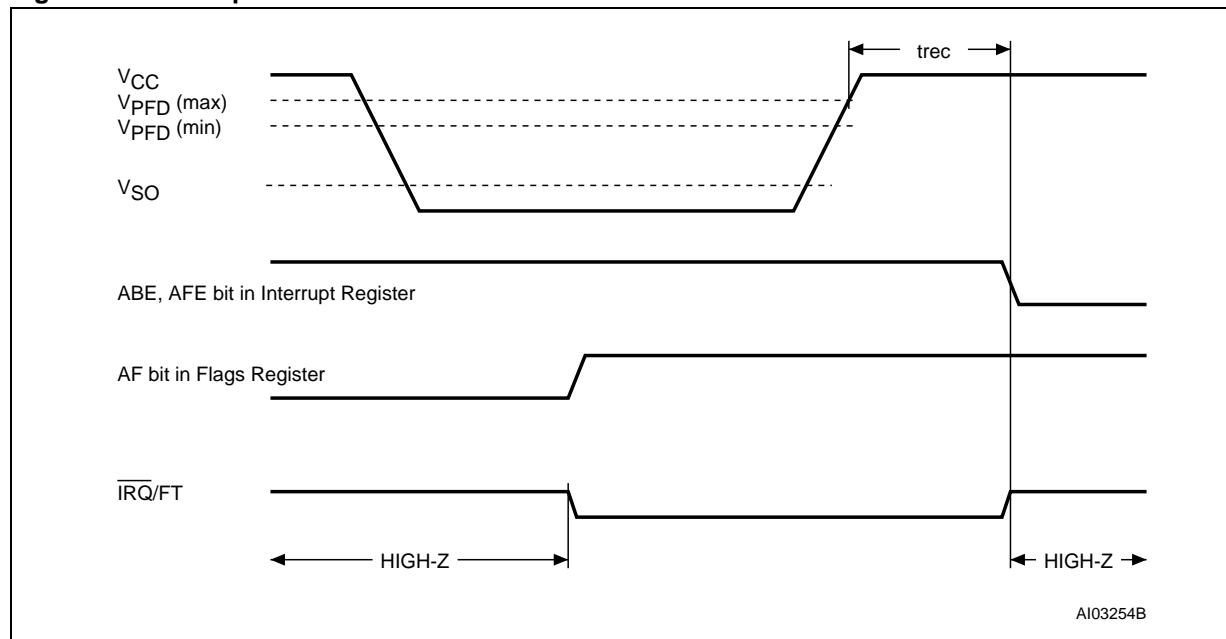 trec
VCC
VPFD (max)
VPFD (min)
VSO
ABE, AFE bit in Interrupt Register
AF bit in Flags Register
IRQ/FT
HIGH-Z
HIGH-Z
AI03254B